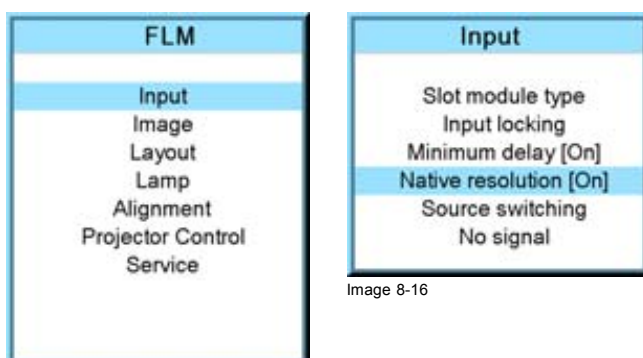 FLM
Input
Image
Layout
Lamp
Alignment
Projector Control
Service
Input
Slot module type
Input locking
Minimum delay [On]
Native resolution [On]
Source switching
No signal
Image 8-16